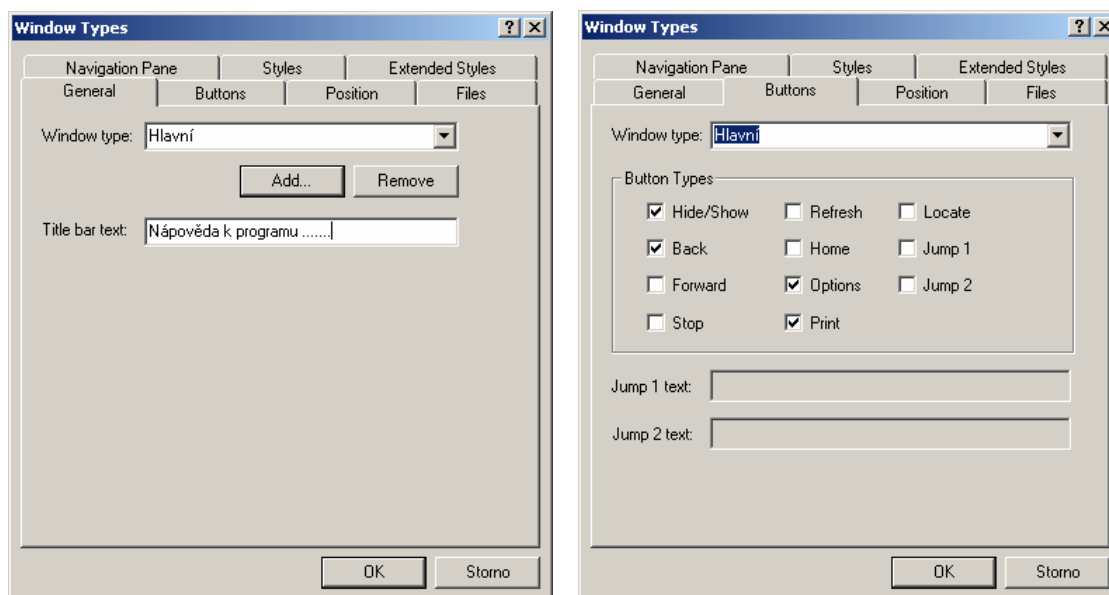 Window Types
Navigation Pane Styles Extended Styles
General Buttons Position Files
Window type: Hlavní
Add... Remove
Title bar text: Nápověda k programu .......
OK Storno
Window Types
Navigation Pane Styles Extended Styles
General Buttons Position Files
Window type: Hlavní
Button Types
Hide/Show Refresh Locate
Back Home Jump 1
Forward Options Jump 2
Stop Print
Jump 1 text:
Jump 2 text:
OK Storno